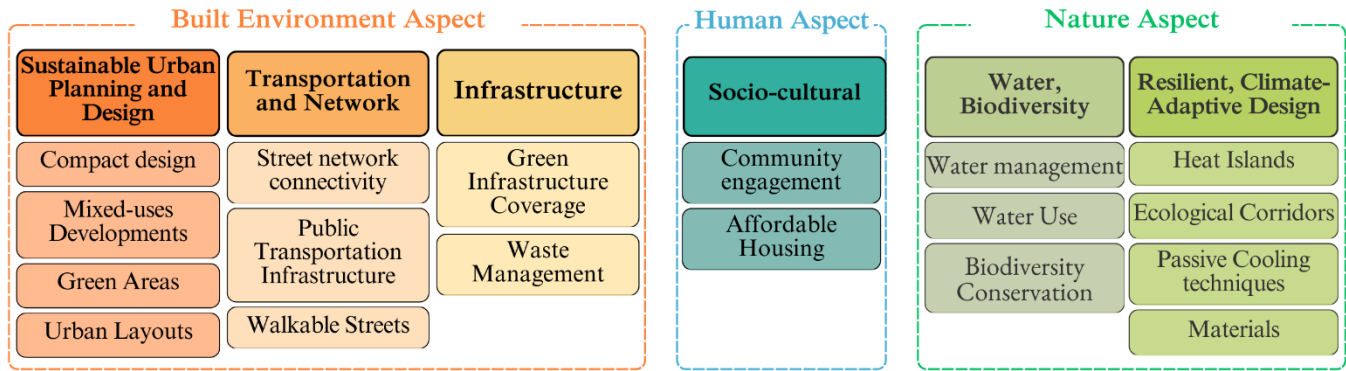 Built Environment Aspect
Sustainable Urban
Planning and
Design
Compact design
Mixed-uses
Developments
Green Areas
Urban Layouts
Transportation
and Network
Street network
connectivity
Public
Transportation
Infrastructure
Walkable Streets
Infrastructure
Green
Infrastructure
Coverage
Waste
Management
Human Aspect
Socio-cultural
Community
engagement
Affordable
Housing
Nature Aspect
Water,
Biodiversity
Water management
Water Use
Biodiversity
Conservation
Resilient, Climate-
Adaptive Design
Heat Islands
Ecological Corridors
Passive Cooling
techniques
Materials